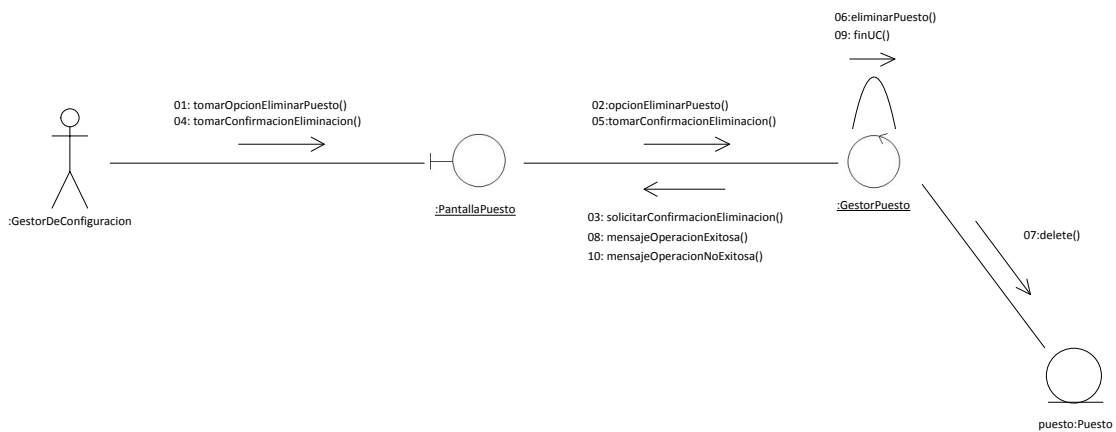 06:eliminarPuesto()
09: finUC()
01: tomarOpcionEliminarPuesto()
04: tomarConfirmacionEliminacion()
02:opcionEliminarPuesto()
05:tomarConfirmacionEliminacion()
:GestorDeConfiguracion
:PantallaPuesto
:GestorPuesto
03: solicitarConfirmacionEliminacion()
08: mensajeOperacionExitosa()
10: mensajeOperacionNoExitosa()
07:delete()
puesto:Puesto